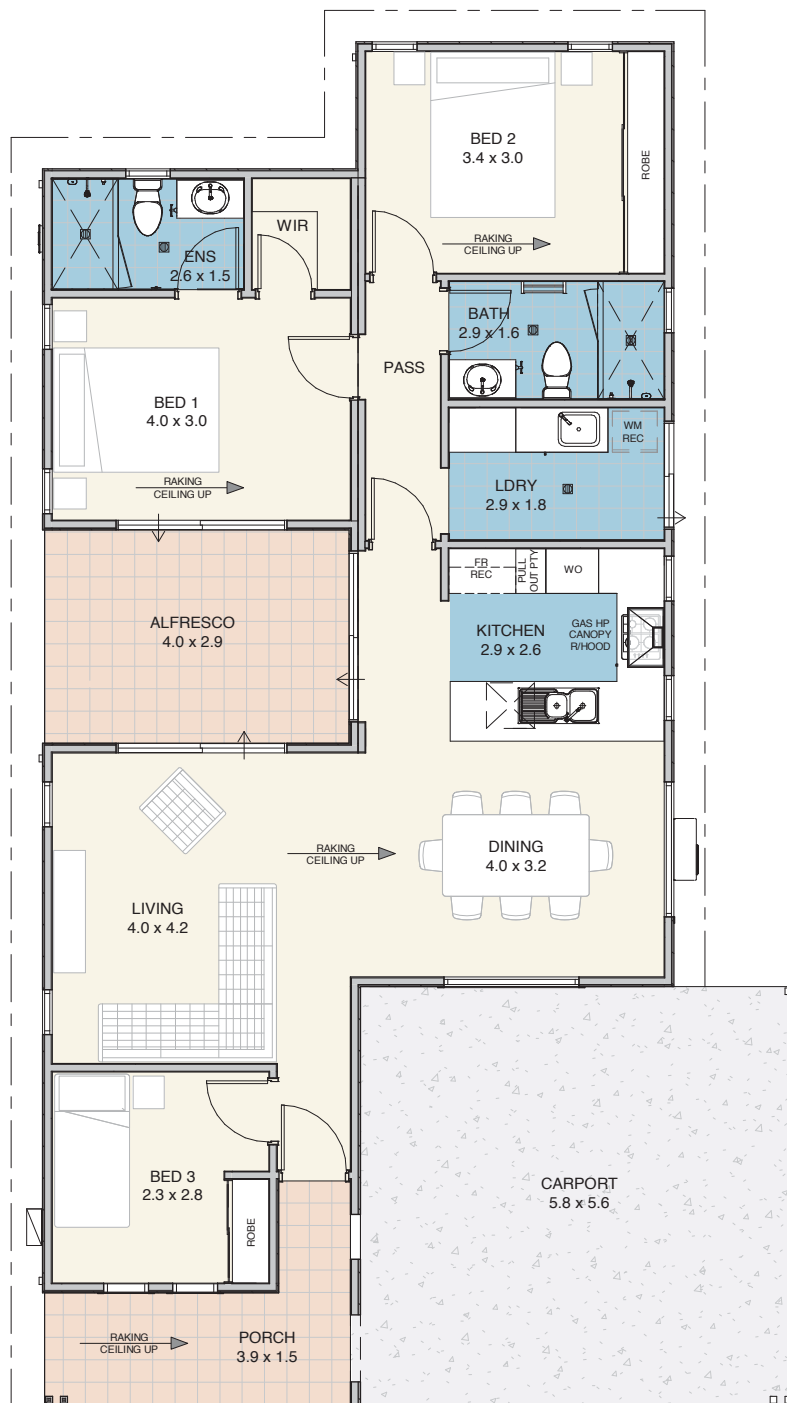 BED 2
3.4 x 3.0
ROBE
RAKING
CEILING UP
WIR
ENS
2.6 x 1.5
BATH
2.9 x 1.6
PASS
BED 1
4.0 x 3.0
RAKING
CEILING UP
WM
REC
LDRY
2.9 x 1.8
FR
REC
PULL
OUT PTY
WO
ALFRESCO
4.0 x 2.9
KITCHEN
2.9 x 2.6
GAS HP
CANOPY
R/HOOD
RAKING
CEILING UP
DINING
4.0 x 3.2
LIVING
4.0 x 4.2
BED 3
2.3 x 2.8
ROBE
CARPORT
5.8 x 5.6
RAKING
CEILING UP
PORCH
3.9 x 1.5